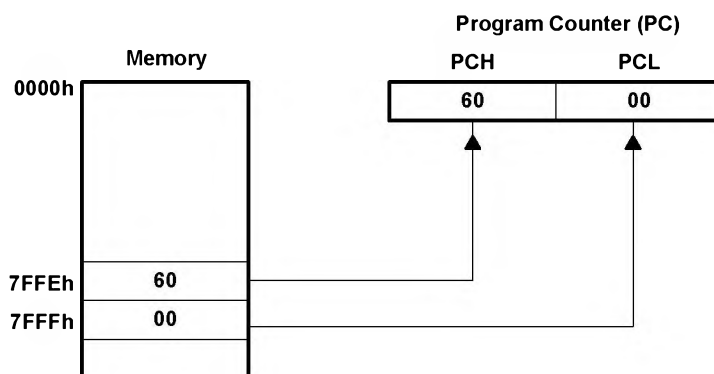 Program Counter (PC)
Memory
PCH PCL
0000h
60 00
7FFEh 60
7FFFh 00